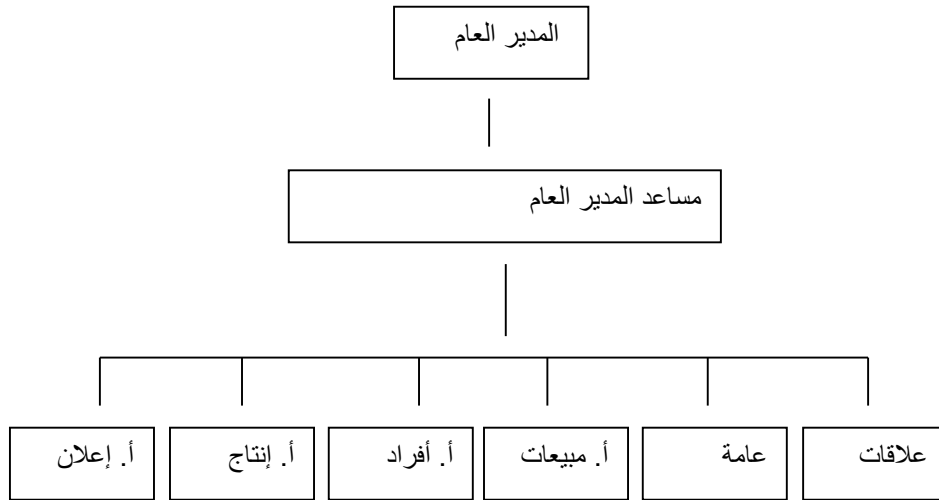 المدير العام
مساعد المدير العام
علاقات
عامة
أ. مبيعات
أ. أفراد
أ. إنتاج
أ. إعلان